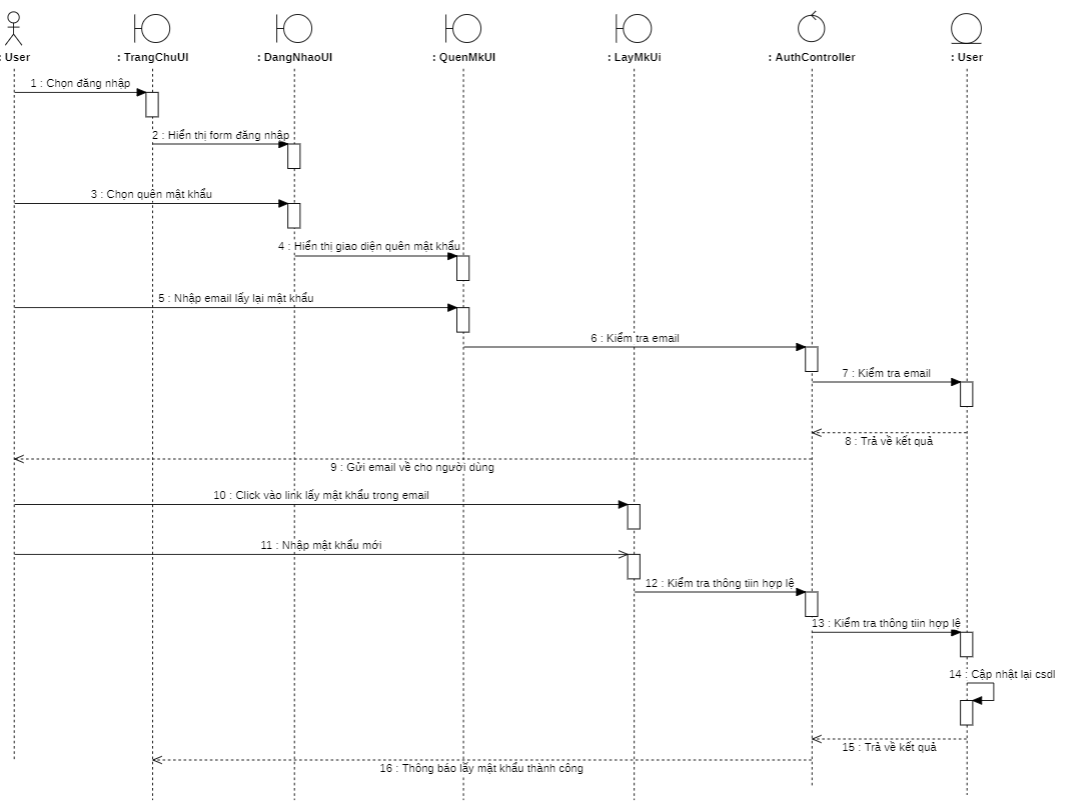 : User
: TrangChuUI
: DangNhaoUI
: QuenMkUI
: LayMkUi
: AuthController
: User
1 : Chọn đăng nhập
2 : Hiển thị form đăng nhập
3 : Chọn quên mật khẩu
4 : Hiển thị giao diện quên mật khẩu
5 : Nhập email lấy lại mật khẩu
6 : Kiểm tra email
7 : Kiểm tra email
8 : Trả về kết quả
9 : Gửi email về cho người dùng
10 : Click vào link lấy mật khẩu trong email
11 : Nhập mật khẩu mới
12 : Kiểm tra thông tiin hợp lệ
13 : Kiểm tra thông tiin hợp lệ
14 : Cập nhật lại csdl
15 : Trả về kết quả
16 : Thông báo lấy mật khẩu thành công